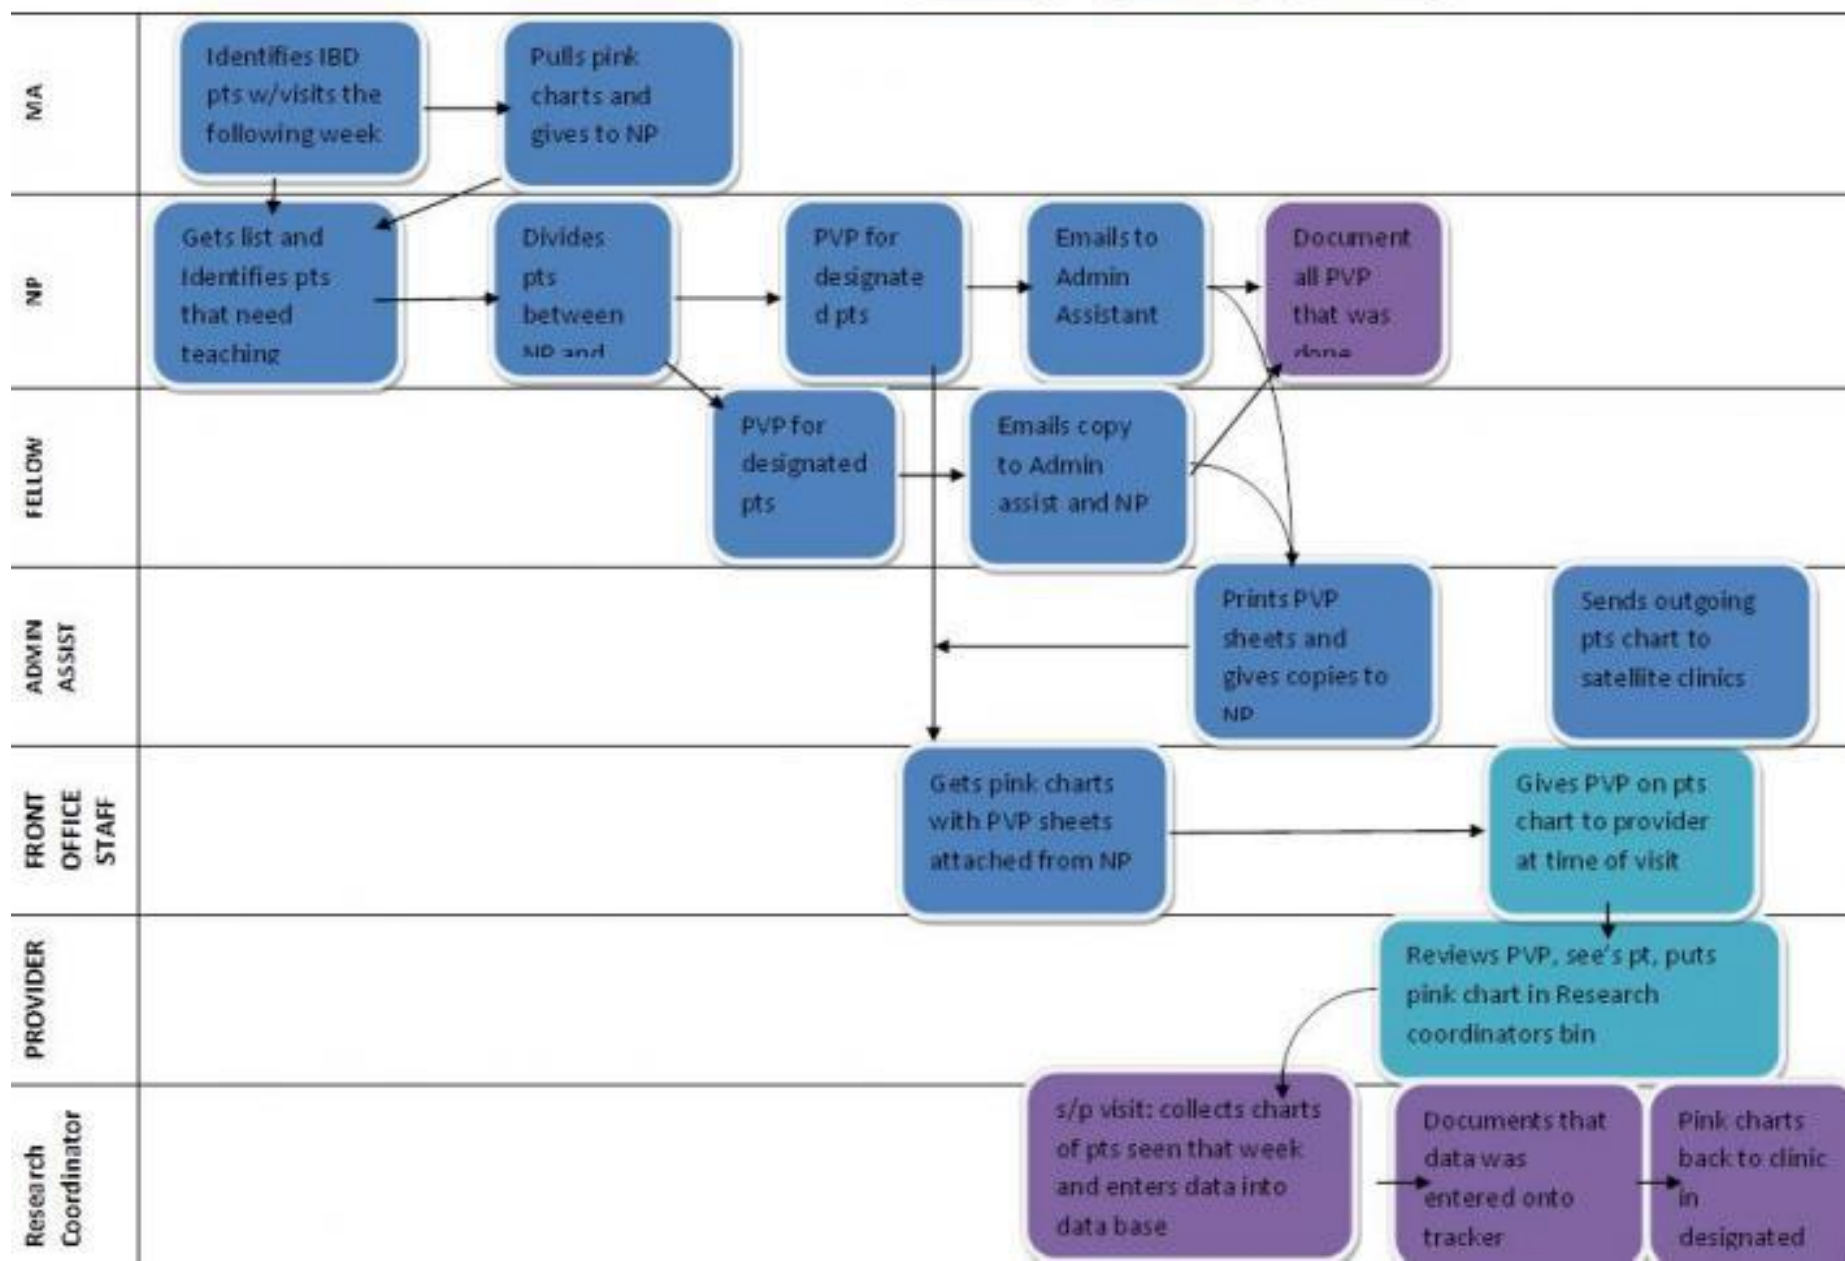 MA
Identifies IBD
pts w/visits the
following week
Pulls pink
charts and
gives to NP
NP
Gets list and
Identifies pts
that need
teaching
Divides
pts
between
NP and
PVP for
designate
d pts
Emails to
Admin
Assistant
Document
all PVP
that was
done
FELLOW
PVP for
designated
pts
Emails copy
to Admin
assist and NP
ADMIN
ASSIST
Prints PVP
sheets and
gives copies to
NP
Sends outgoing
pts chart to
satellite clinics
FRONT
OFFICE
STAFF
Gets pink charts
with PVP sheets
attached from NP
Gives PVP on pts
chart to provider
at time of visit
PROVIDER
Reviews PVP, see's pt, puts
pink chart in Research
coordinators bin
Research
Coordinator
s/p visit: collects charts
of pts seen that week
and enters data into
data base
Documents that
data was
entered onto
tracker
Pink charts
back to clinic
in
designated